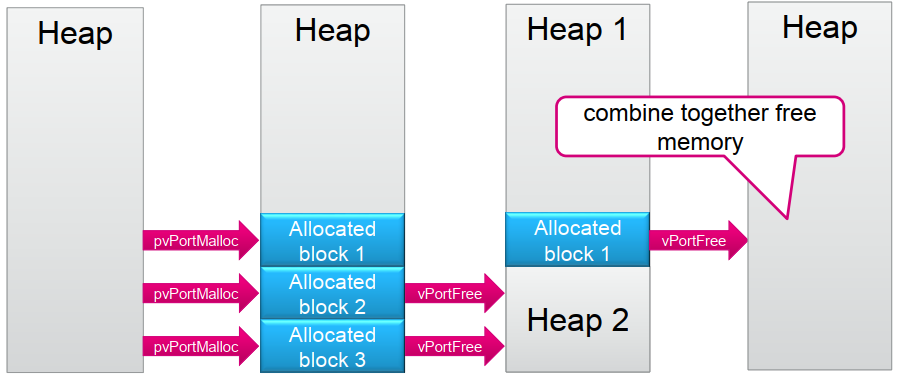 Heap
Heap
Heap 1
Heap
combine together free
memory
pvPortMalloc
Allocated
block 1
Allocated
block 1
vPortFree
pvPortMalloc
Allocated
block 2
vPortFree
Heap 2
pvPortMalloc
Allocated
block 3
vPortFree